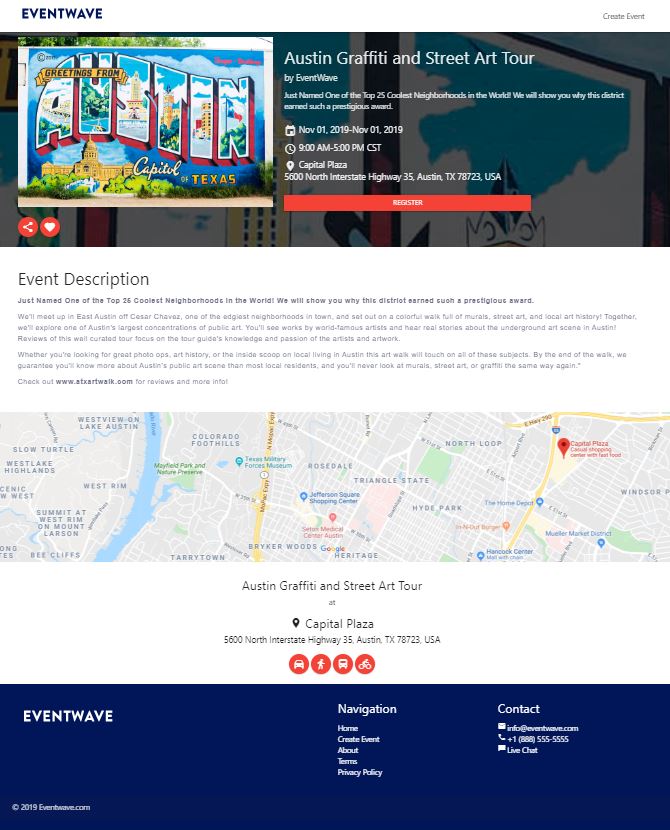 EVENTWAVE
Create Event
©2019
GREETINGS FROM
AUSTIN
Capitol
OF TEXAS
Austin Graffiti and Street Art Tour
by EventWave
Just Named One of the Top 25 Coolest Neighborhoods in the World! We will show you why this district
earned such a prestigious award.
Nov 01, 2019-Nov 01, 2019
9:00 AM-5:00 PM CST
Capital Plaza
5600 North Interstate Highway 35, Austin, TX 78723, USA
REGISTER
Event Description
Just Named One of the Top 25 Coolest Neighborhoods in the World! We will show you why this district earned such a prestigious award.
We'll meet up in East Austin off Cesar Chavez, one of the edgiest neighborhoods in town, and set out on a colorful walk full of murals, street art, and local art history! Together,
we'll explore one of Austin's largest concentrations of public art. You'll see works by world-famous artists and hear real stories about the underground art scene in Austin!
Reviews of this well curated tour focus on the tour guide's knowledge and passion of the artists and artwork.
Whether you're looking for great photo ops, art history, or the inside scoop on local living in Austin this art walk will touch on all of these subjects. By the end of the walk, we
guarantee you'll know more about Austin's public art scene than most local residents, and you'll never look at murals, street art, or graffiti the same way again."
Check out www.atxartwalk.com for reviews and more info!
WESTVIEW ON
LAKE AUSTIN
SLOW TURTLE
WESTLAKE
HIGHLANDS
WEST RIM
SUMMIT AT
WEST RIM
ON MOUNT
LARSON
BEE CLIFFS
COLORADO
FOOTHILLS
Mayfield Park and
Nature Preserve
TARRYTOWN
Texas Military
Forces Museum
ROSEDALE
Jefferson Square
Shopping Center
Seton Medical
Center Austin
BRYKER WOODS
Google
HERITAGE
TRIANGLE STATE
HYDE PARK
NORTH LOOP
E Hwy 290
Capital Plaza
Casual shopping
center with fast food
The Home Depot
In-N-Out Burger
Hancock Center
Mall with chain
Mueller Market District
WINDSOR P
Austin Graffiti and Street Art Tour
at
Capital Plaza
5600 North Interstate Highway 35, Austin, TX 78723, USA
EVENTWAVE
Navigation
Home
Create Event
About
Terms
Privacy Policy
Contact
info@eventwave.com
+1 (888) 555-5555
Live Chat
© 2019 Eventwave.com